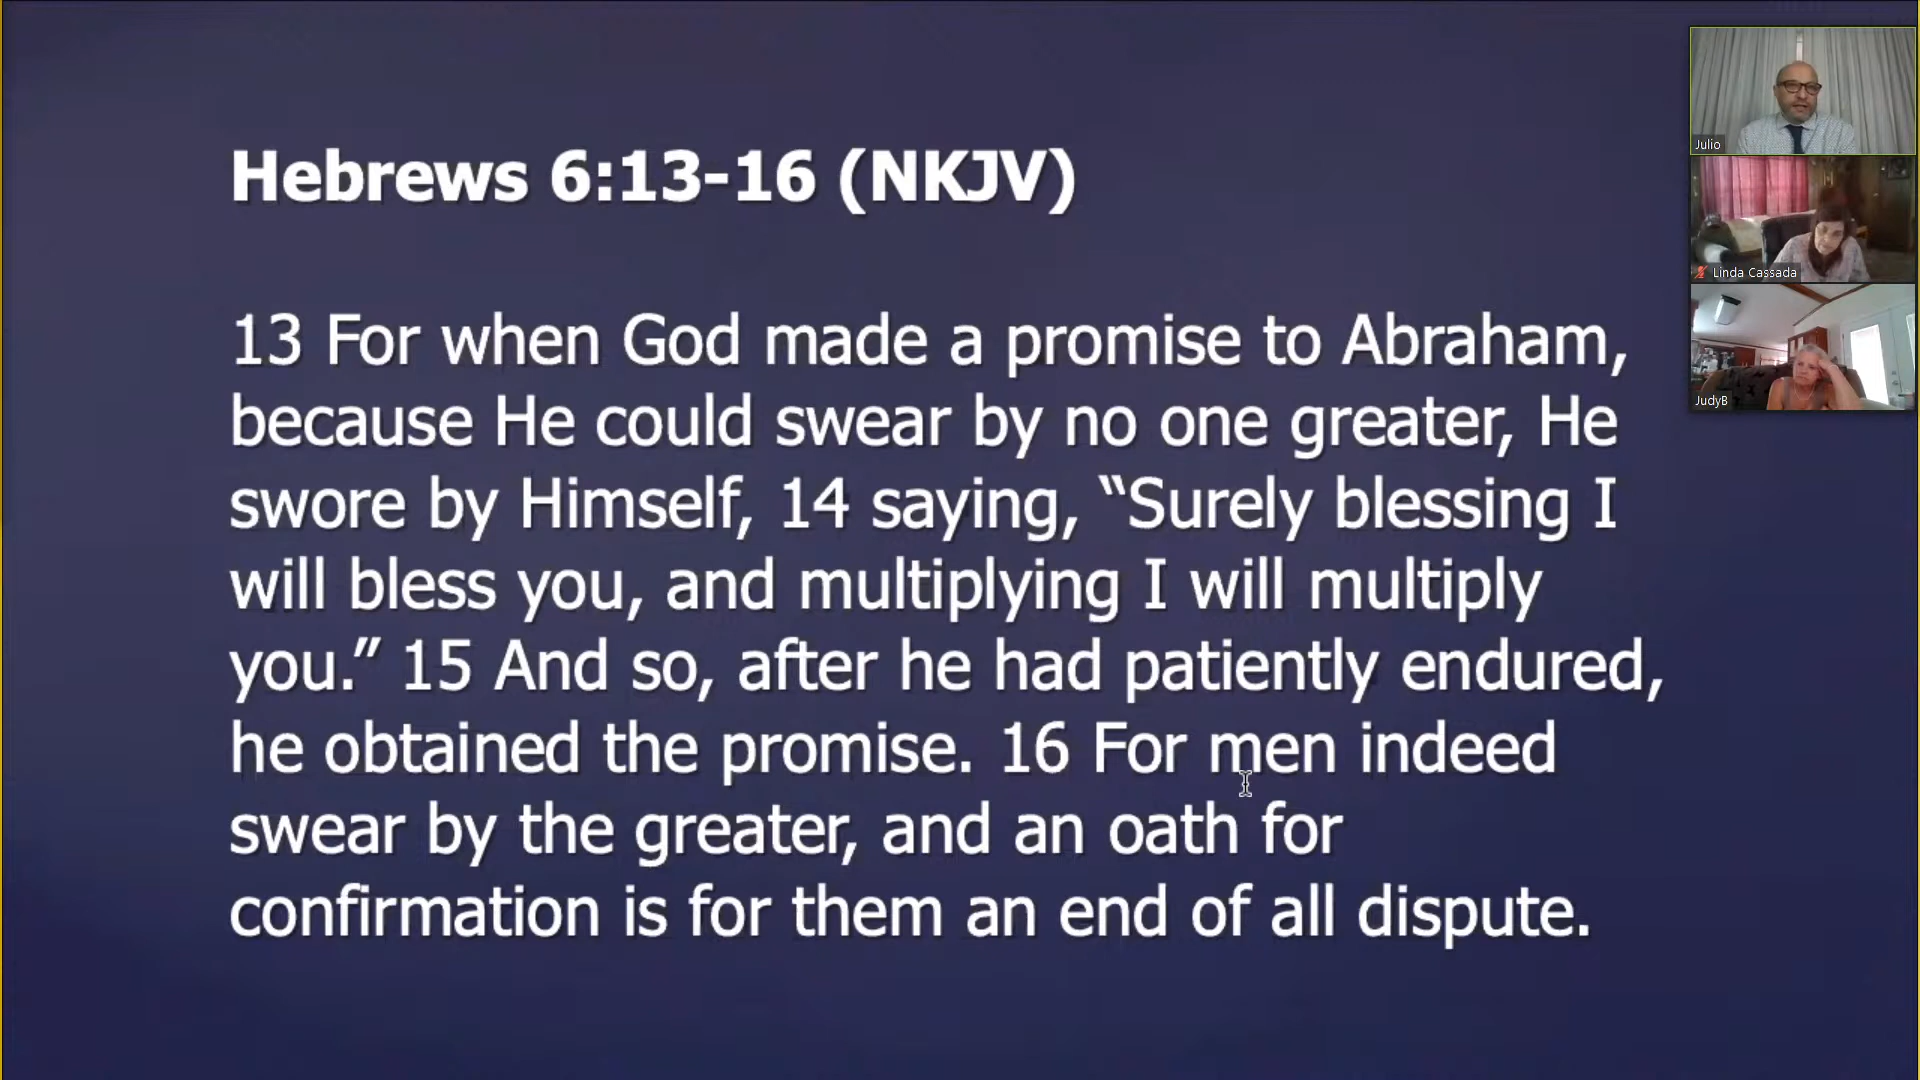 Hebrews 6:13-16 (NKJV)
13 For when God made a promise to Abraham,
because He could swear by no one greater, He
swore by Himself, 14 saying, “Surely blessing I
will bless you, and multiplying I will multiply
you.” 15 And so, after he had patiently endured,
he obtained the promise. 16 For men indeed
swear by the greater, and an oath for
confirmation is for them an end of all dispute.
Julio
Linda Cassada
JudyB